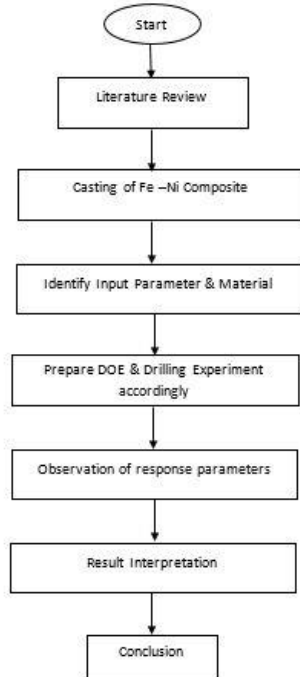 Start
Literature Review
Casting of Fe –Ni Composite
Identify Input Parameter & Material
Prepare DOE & Drilling Experiment
accordingly
Observation of response parameters
Result Interpretation
Conclusion